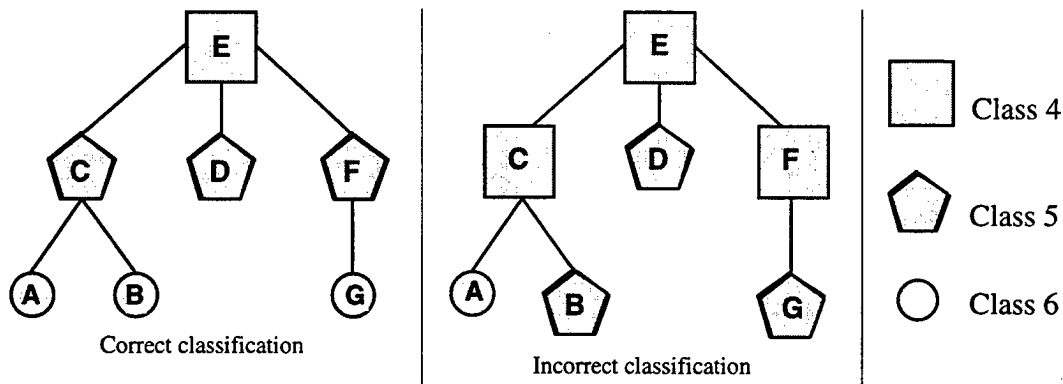 E
C
D
F
A
B
G
Correct classification
E
C
D
F
A
B
G
Incorrect classification
Class 4
Class 5
Class 6